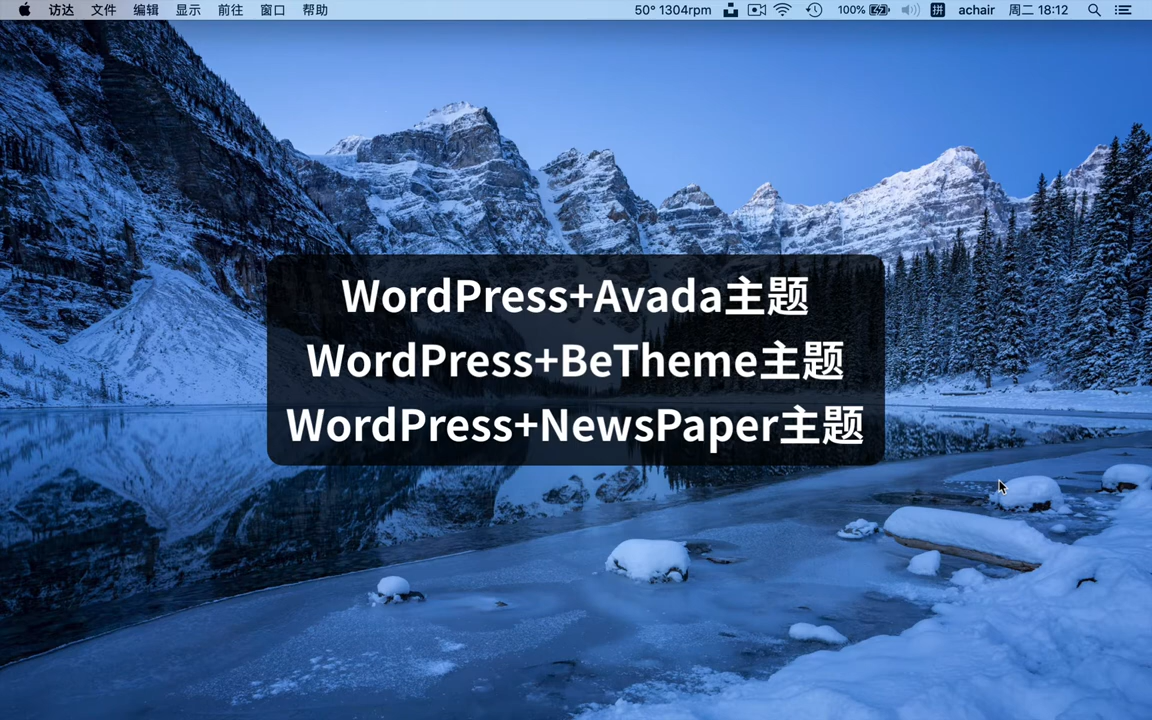 访达 文件 编辑 显示 前往 窗口 帮助 50° 1304rpm 100% 拼 achair 周二 18:12
WordPress+Avada主题
WordPress+BeTheme主题
WordPress+NewsPaper主题